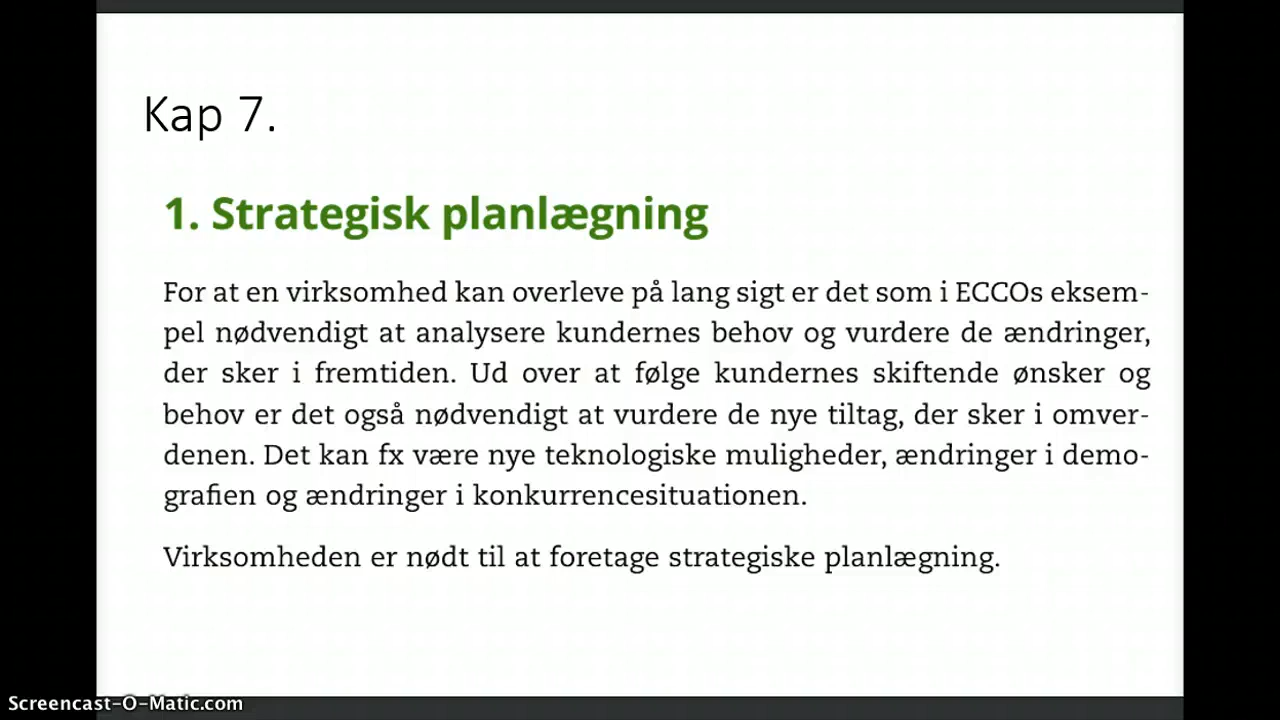 Kap 7.
1. Strategisk planlægning
For at en virksomhed kan overleve på lang sigt er det som i ECCOs eksem-
pel nødvendigt at analysere kundernes behov og vurdere de ændringer,
der sker i fremtiden. Ud over at følge kundernes skiftende ønsker og
behov er det også nødvendigt at vurdere de nye tiltag, der sker i omver-
denen. Det kan fx være nye teknologiske muligheder, ændringer i demo-
grafien og ændringer i konkurrencesituationen.
Virksomheden er nødt til at foretage strategiske planlægning.
Screencast-O-Matic.com